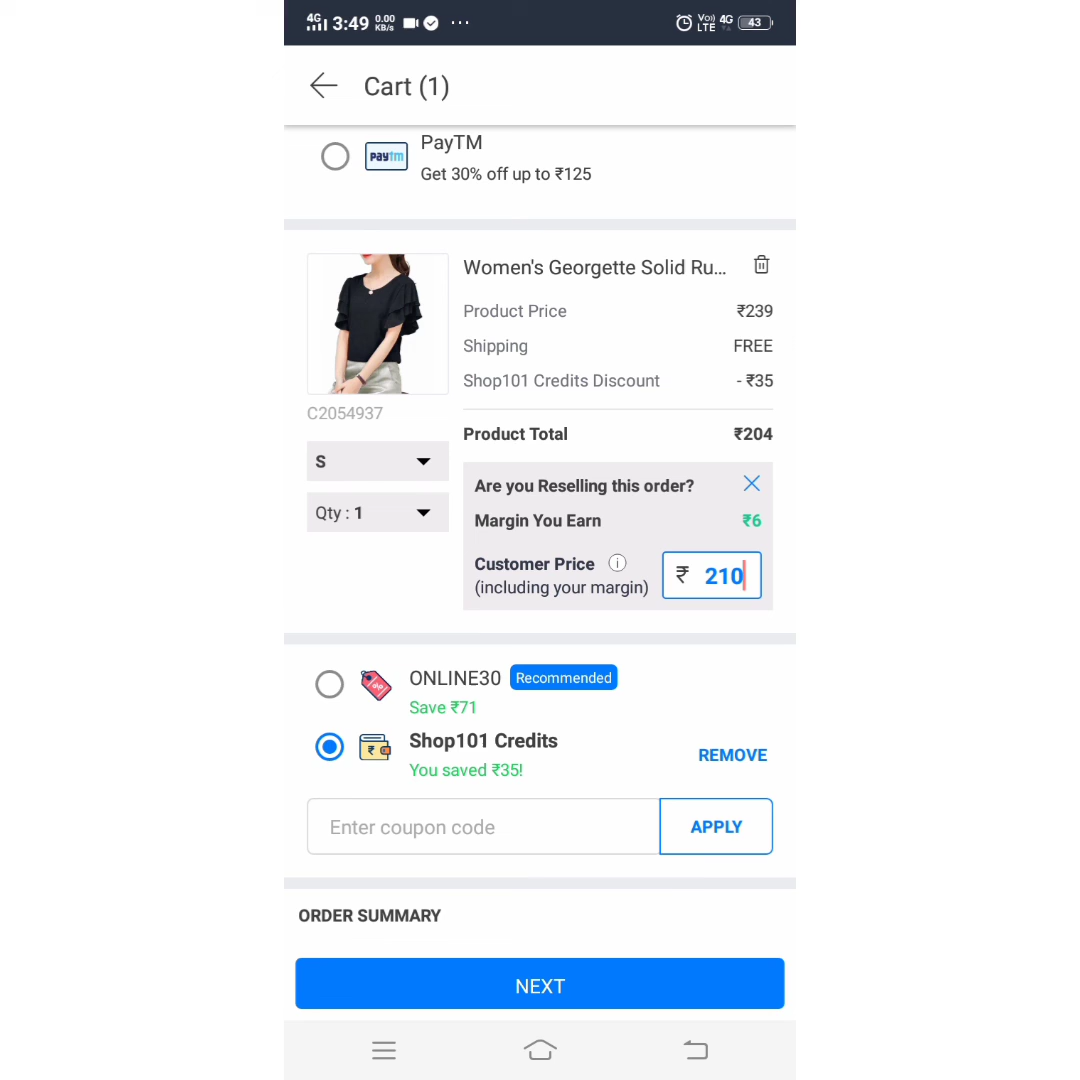 4G 3:49 0.00 KB/s ... Vo) LTE 4G 43
Cart (1)
PayTM
paytm
Get 30% off up to ₹125
Women's Georgette Solid Ru...
Product Price ₹239
Shipping FREE
Shop101 Credits Discount - ₹35
C2054937
Product Total ₹204
S
Are you Reselling this order?
Qty : 1
Margin You Earn ₹6
Customer Price i
(including your margin) ₹ 210
ONLINE30 Recommended
Save ₹71
Shop101 Credits
You saved ₹35!
REMOVE
Enter coupon code APPLY
ORDER SUMMARY
NEXT